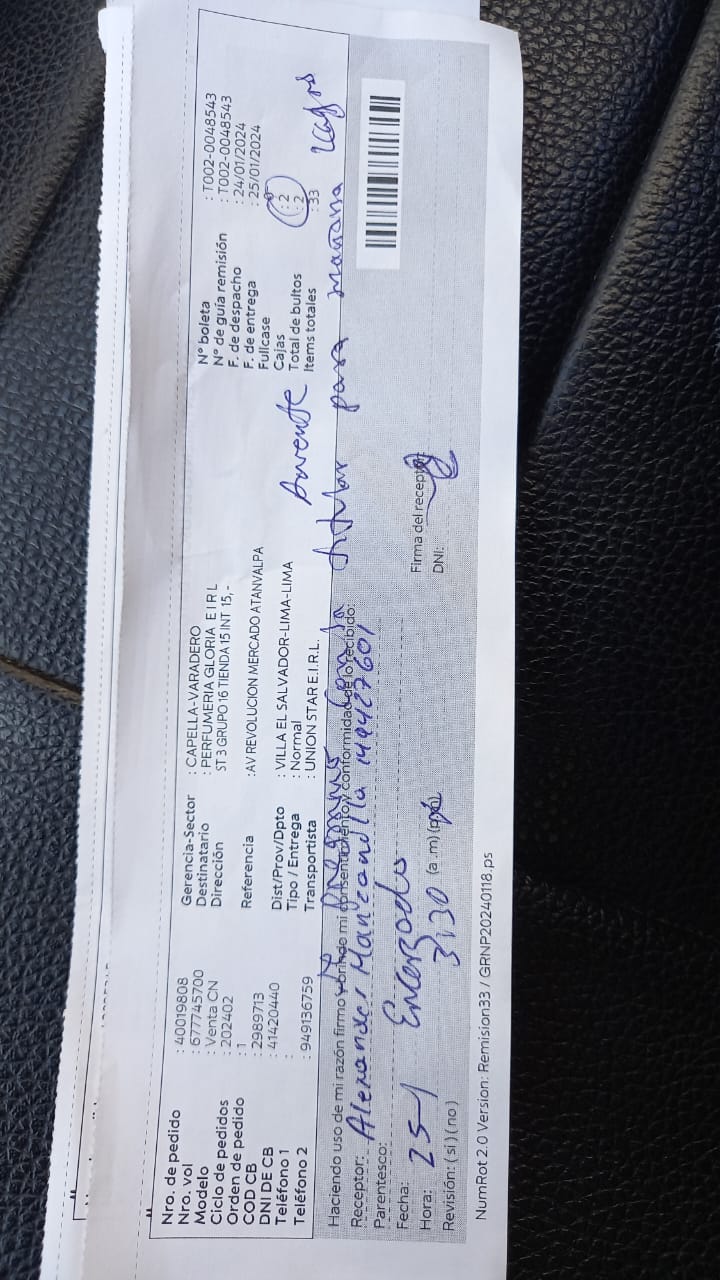 Nro. de pedido : 40019808
Nro. vol : 677745700
Modelo : Venta CN
Ciclo de pedidos : 202402
Orden de pedido : 1
COD CB : 2989713
DNI DE CB : 41420440
Teléfono 1 :
Teléfono 2 : 949136759
Gerencia-Sector : CAPELLA-VARADERO
Destinatario : PERFUMERIA GLORIA E I R L
Dirección ST 3 GRUPO 16 TIENDA 15 INT 15, -
Referencia : AV REVOLUCION MERCADO ATANVALPA
Dist/Prov/Dpto : VILLA EL SALVADOR-LIMA-LIMA
Tipo / Entrega : Normal
Transportista : UNION STAR E.I.R.L.
N° boleta : T002-0048543
N° de guía remisión : T002-0048543
F. de despacho : 24/01/2024
F. de entrega : 25/01/2024
Fullcase
Cajas : 2
Total de bultos : 2
Items totales : 33
Ausente
titular para mañana
Haciendo uso de mi razón firmo y brindo mi consentimiento y conformidad de lo recibido:
Receptor: Alexander Manzanilla
Parentesco: Encargado
Fecha: 25-1
Hora: 3:30 (a .m) (p.m)
Revisión: ( si ) ( no )
Firma del receptor:
DNI:
NumRot 2.0 Version: Remision33 / GRNP20240118.ps